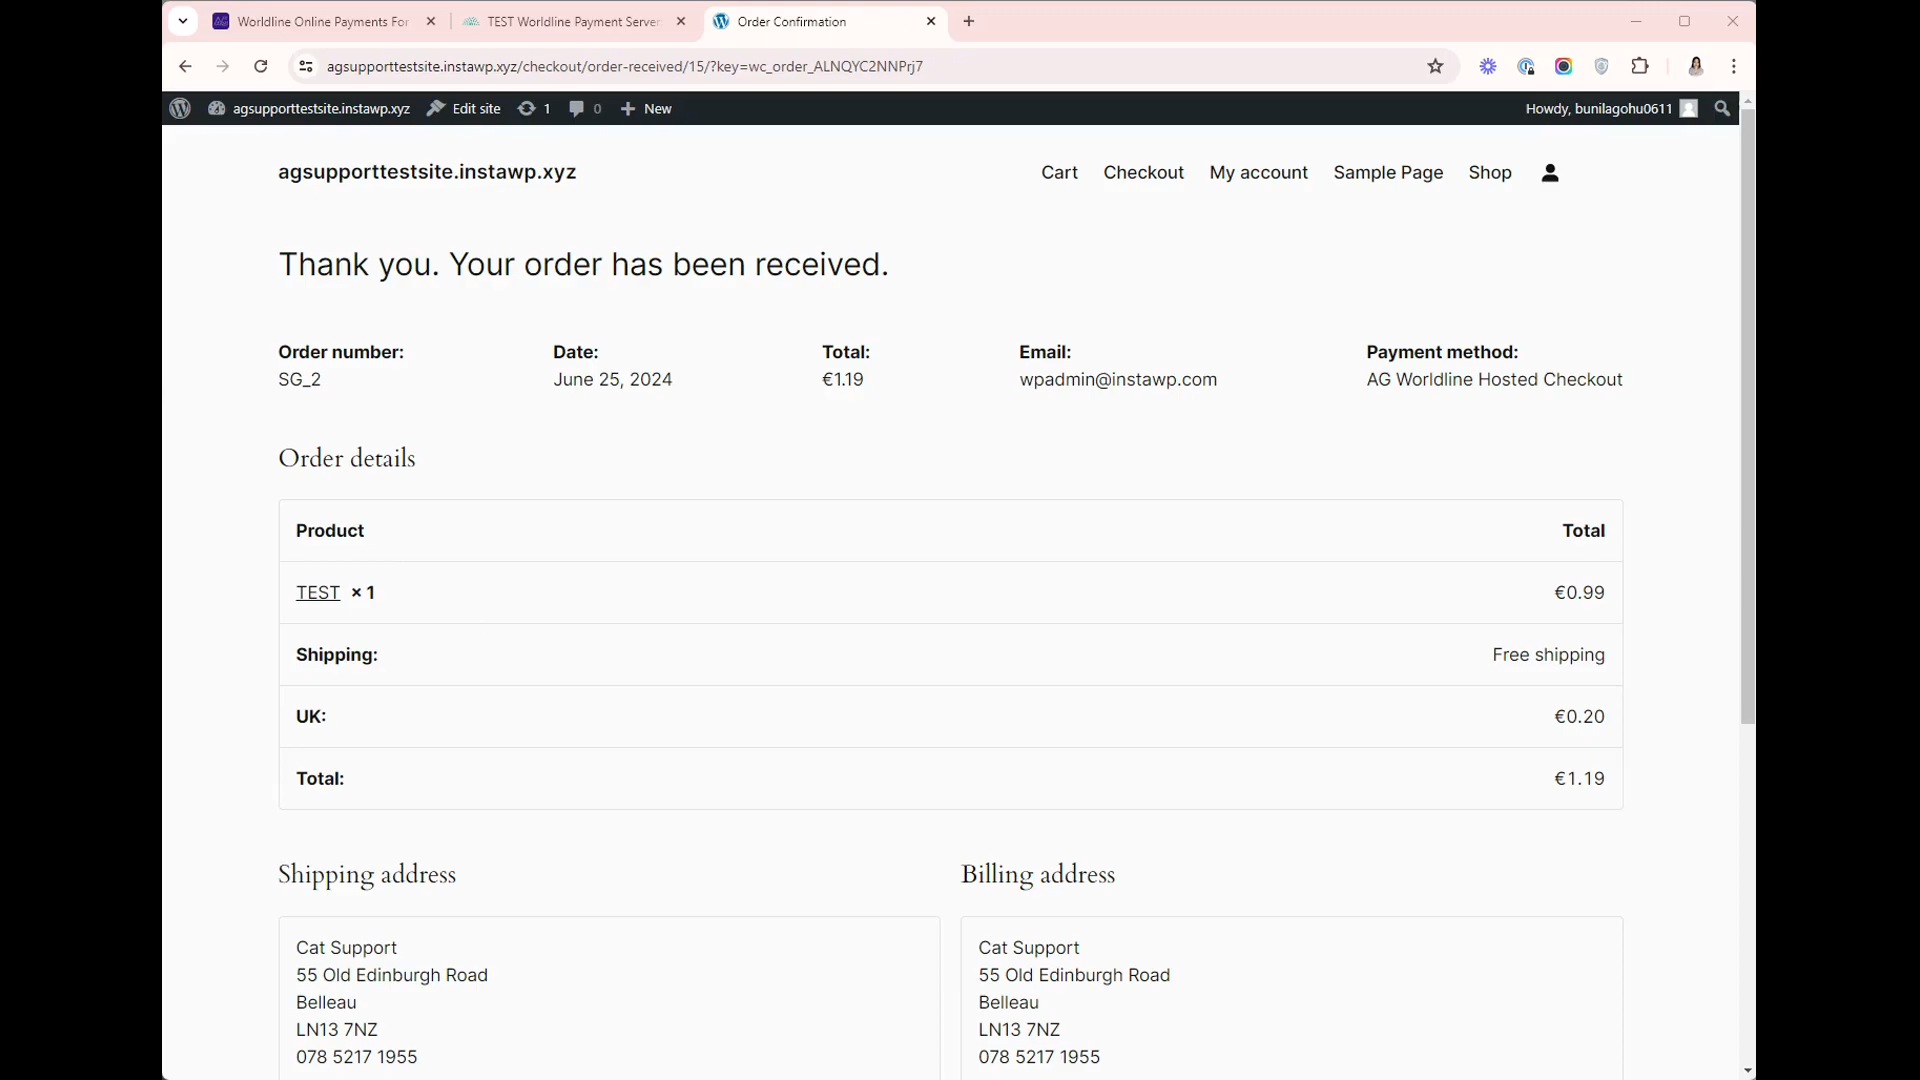 Worldline Online Payments For
TEST Worldline Payment Server
Order Confirmation
agsupporttestsite.instawp.xyz/checkout/order-received/15/?key=wc_order_ALNQYC2NNPrj7
agsupporttestsite.instawp.xyz
Edit site
1
0
New
Howdy, bunilagohu0611
agsupporttestsite.instawp.xyz
Cart
Checkout
My account
Sample Page
Shop
Thank you. Your order has been received.
Order number:
SG_2
Date:
June 25, 2024
Total:
€1.19
Email:
wpadmin@instawp.com
Payment method:
AG Worldline Hosted Checkout
Order details
Product Total
TEST × 1 €0.99
Shipping: Free shipping
UK: €0.20
Total: €1.19
Shipping address
Cat Support
55 Old Edinburgh Road
Belleau
LN13 7NZ
078 5217 1955
Billing address
Cat Support
55 Old Edinburgh Road
Belleau
LN13 7NZ
078 5217 1955